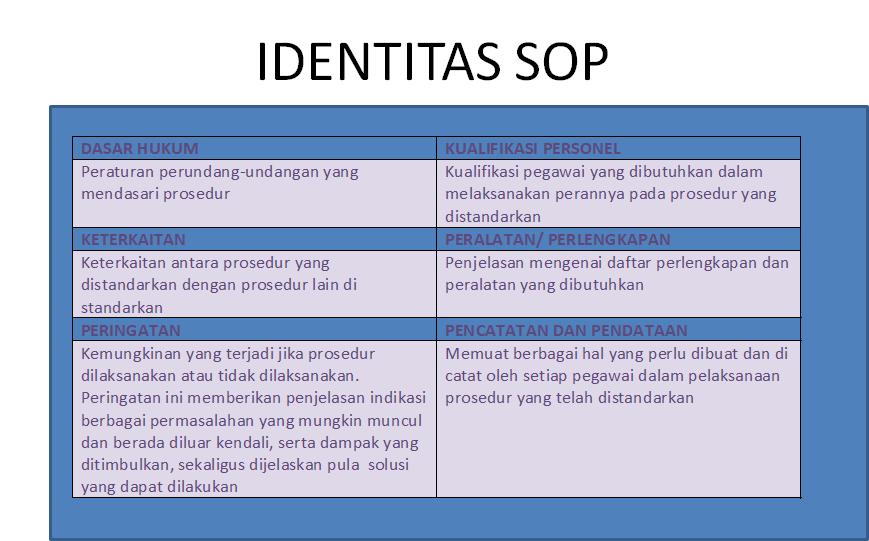 IDENTITAS SOP
DASAR HUKUM
KUALIFIKASI PERSONEL
Peraturan perundang-undangan yang
mendasari prosedur
Kualifikasi pegawai yang dibutuhkan dalam
melaksanakan perannya pada prosedur yang
distandarkan
KETERKAITAN
PERALATAN/ PERLENGKAPAN
Keterkaitan antara prosedur yang
distandarkan dengan prosedur lain di
standarkan
Penjelasan mengenai daftar perlengkapan dan
peralatan yang dibutuhkan
PERINGATAN
PENCATATAN DAN PENDATAAN
Kemungkinan yang terjadi jika prosedur
dilaksanakan atau tidak dilaksanakan.
Peringatan ini memberikan penjelasan indikasi
berbagai permasalahan yang mungkin muncul
dan berada diluar kendali, serta dampak yang
ditimbulkan, sekaligus dijelaskan pula  solusi
yang dapat dilakukan
Memuat berbagai hal yang perlu dibuat dan di
catat oleh setiap pegawai dalam pelaksanaan
prosedur yang telah distandarkan